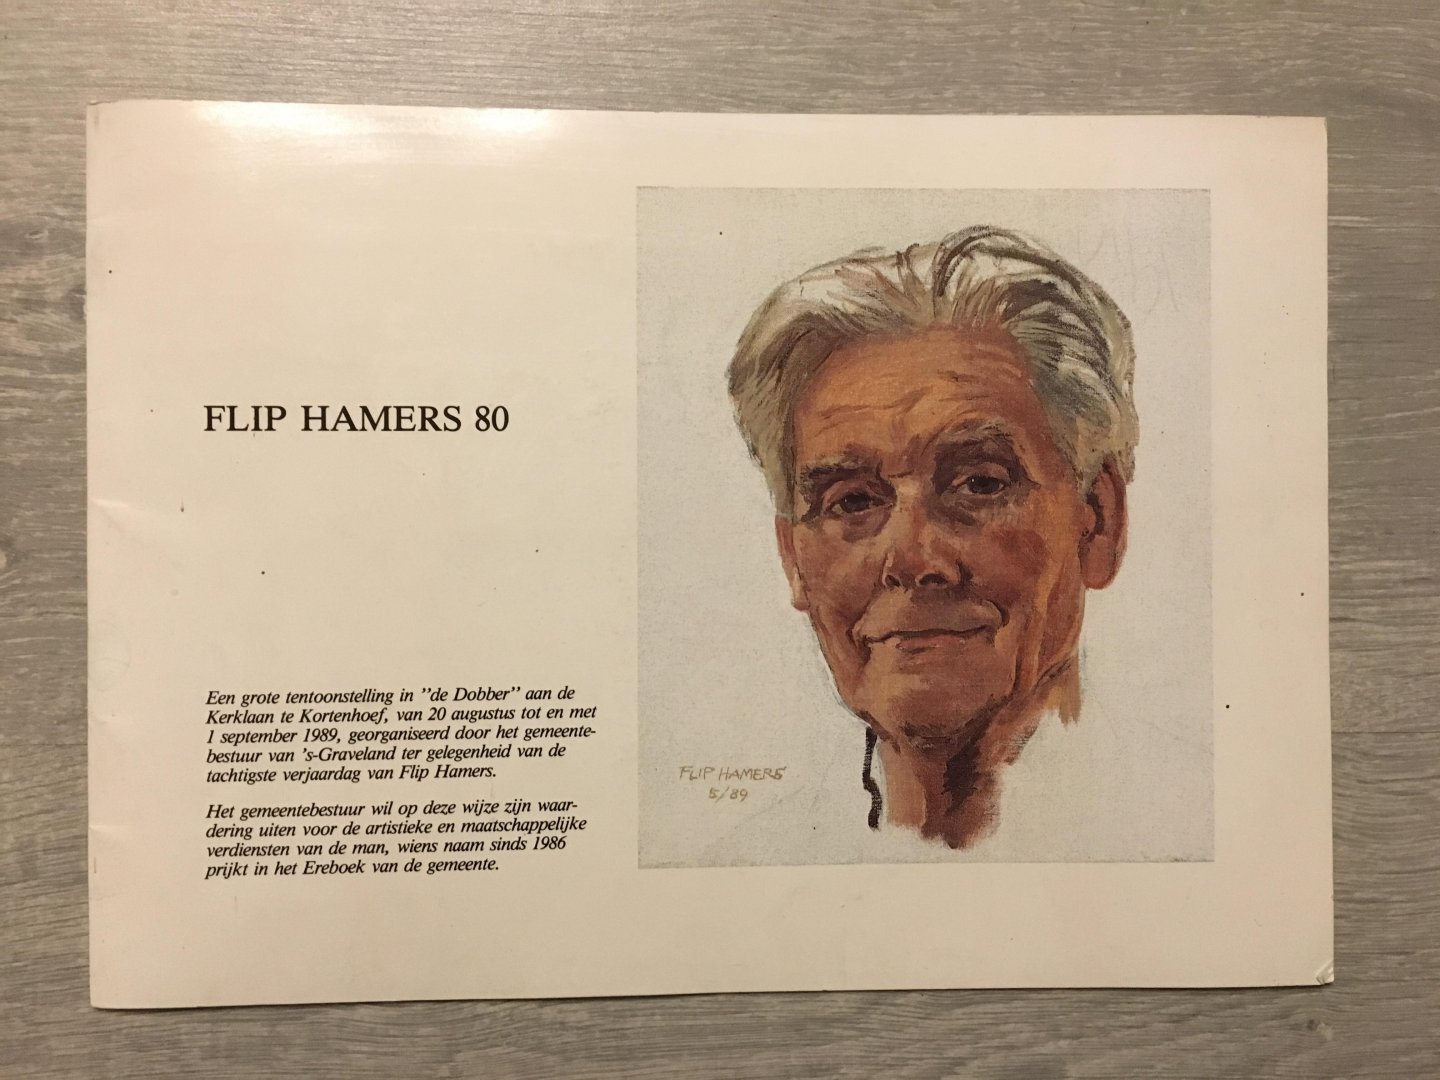 FLIP HAMERS 80
Een grote tentoonstelling in ”de Dobber” aan de
Kerklaan te Kortenhoef, van 20 augustus tot en met
1 september 1989, georganiseerd door het gemeente-
bestuur van ’s-Graveland ter gelegenheid van de
tachtigste verjaardag van Flip Hamers.
Het gemeentebestuur wil op deze wijze zijn waar-
dering uiten voor de artistieke en maatschappelijke
verdiensten van de man, wiens naam sinds 1986
prijkt in het Ereboek van de gemeente.
FLIP HAMERS
5/89